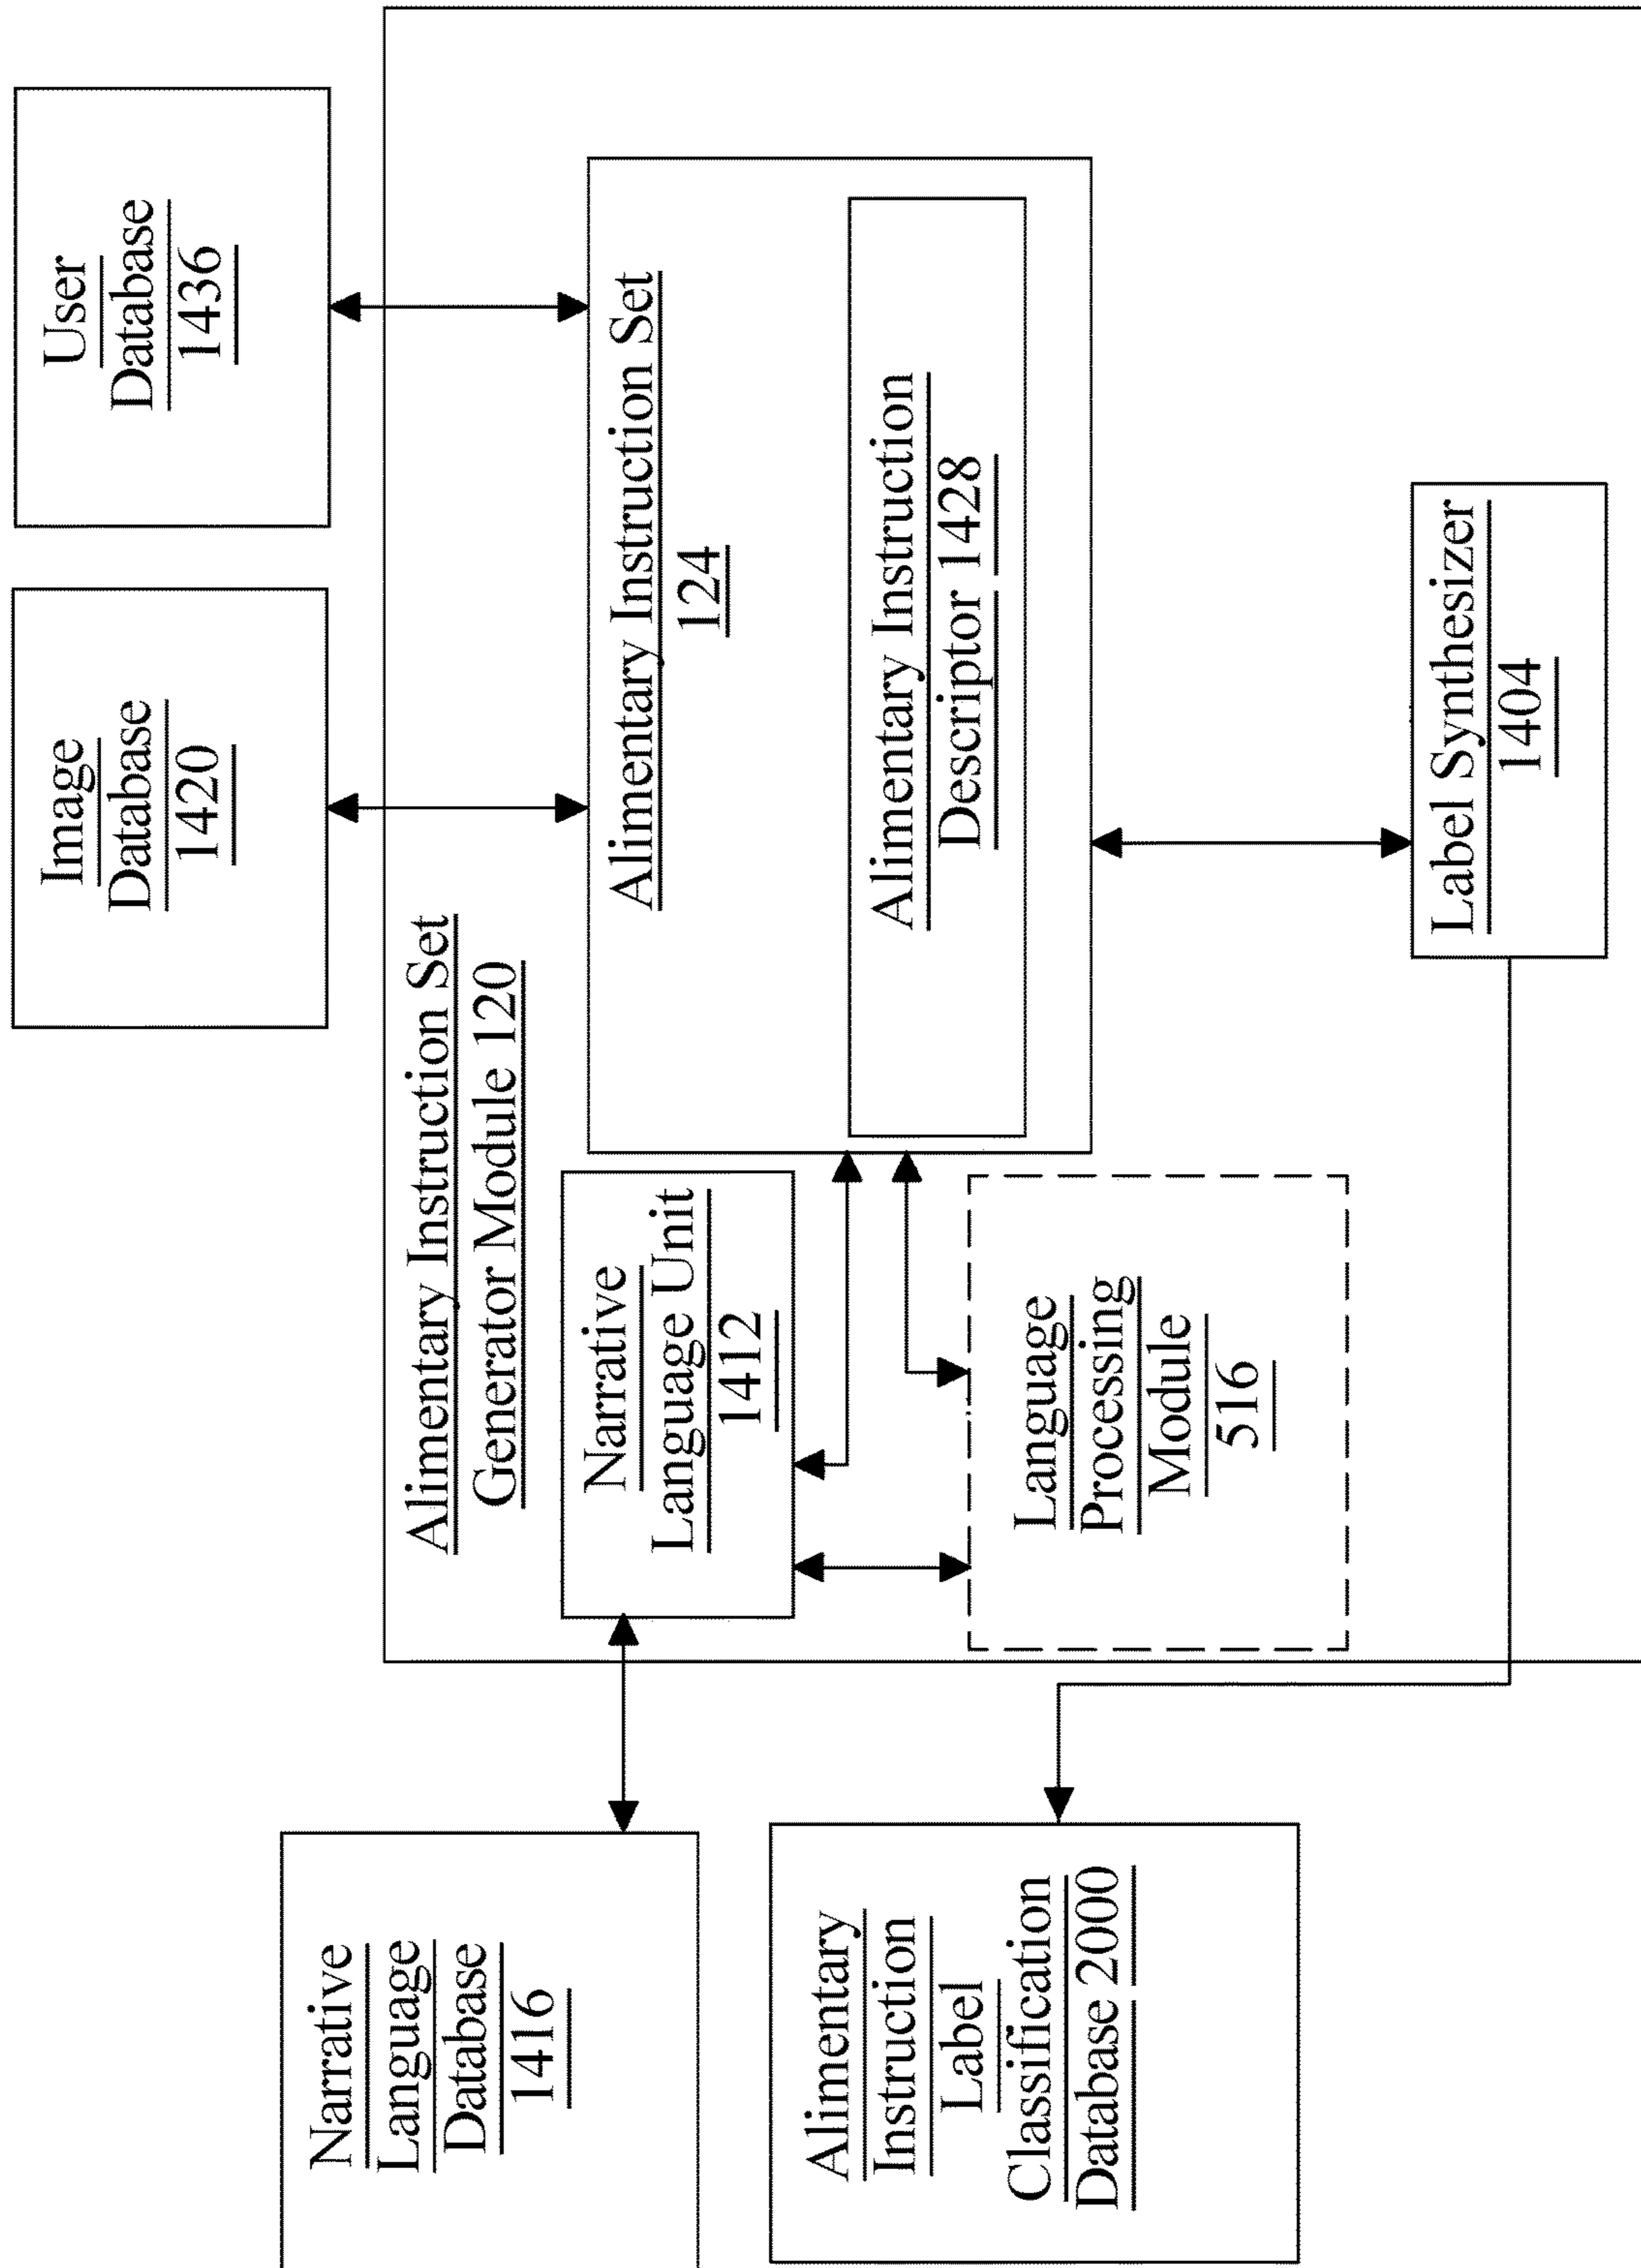 Image
Database
1420
User
Database
1436
Alimentary Instruction Set
Generator Module 120
Narrative
Language Database
1416
Narrative
Language Unit
1412
Alimentary Instruction Set
124
Alimentary Instruction
Descriptor 1428
Language
Processing
Module
516
Alimentary
Instruction
Label
Classification
Database 2000
Label Synthesizer
1404